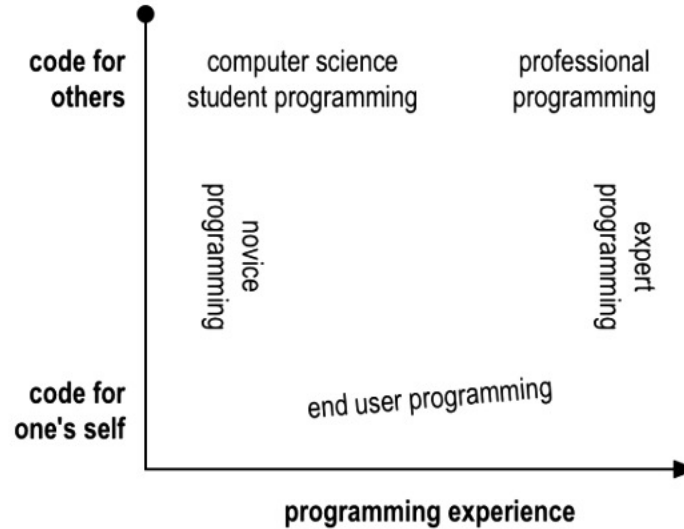 code for
others
computer science
student programming
professional
programming
novice
programming
expert
programming
code for
one's self
end user programming
programming experience